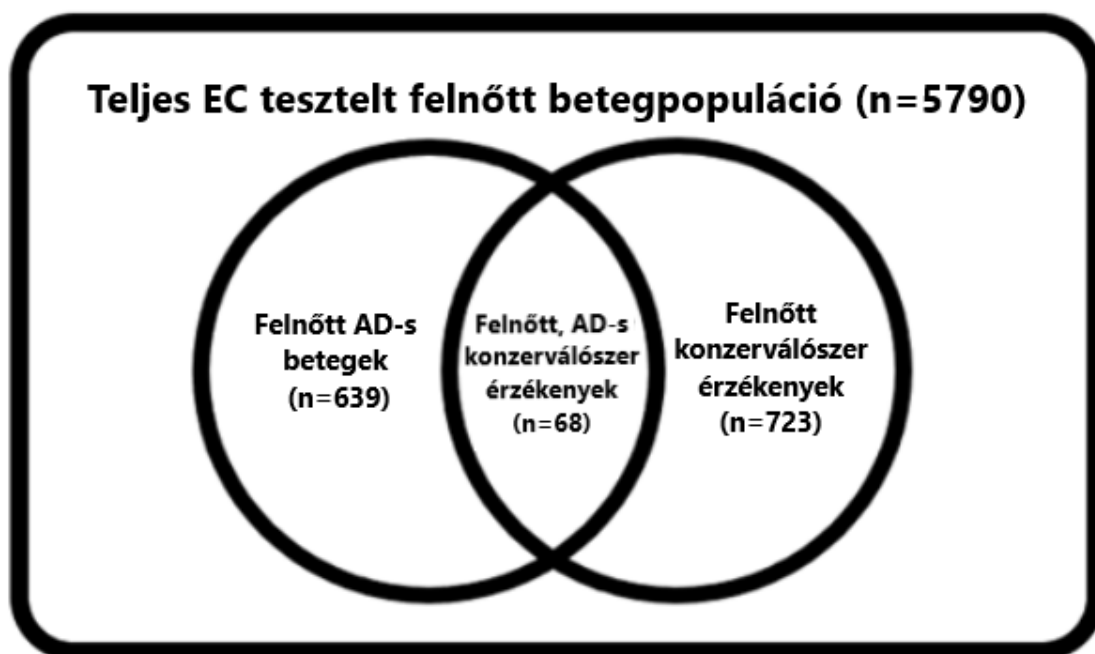 Teljes EC tesztelt felnőtt betegpopuláció (n=5790)
Felnőtt AD-s
betegek
(n=639)
Felnőtt, AD-s
konzerválószer
érzékenyek
(n=68)
Felnőtt
konzerválószer
érzékenyek
(n=723)